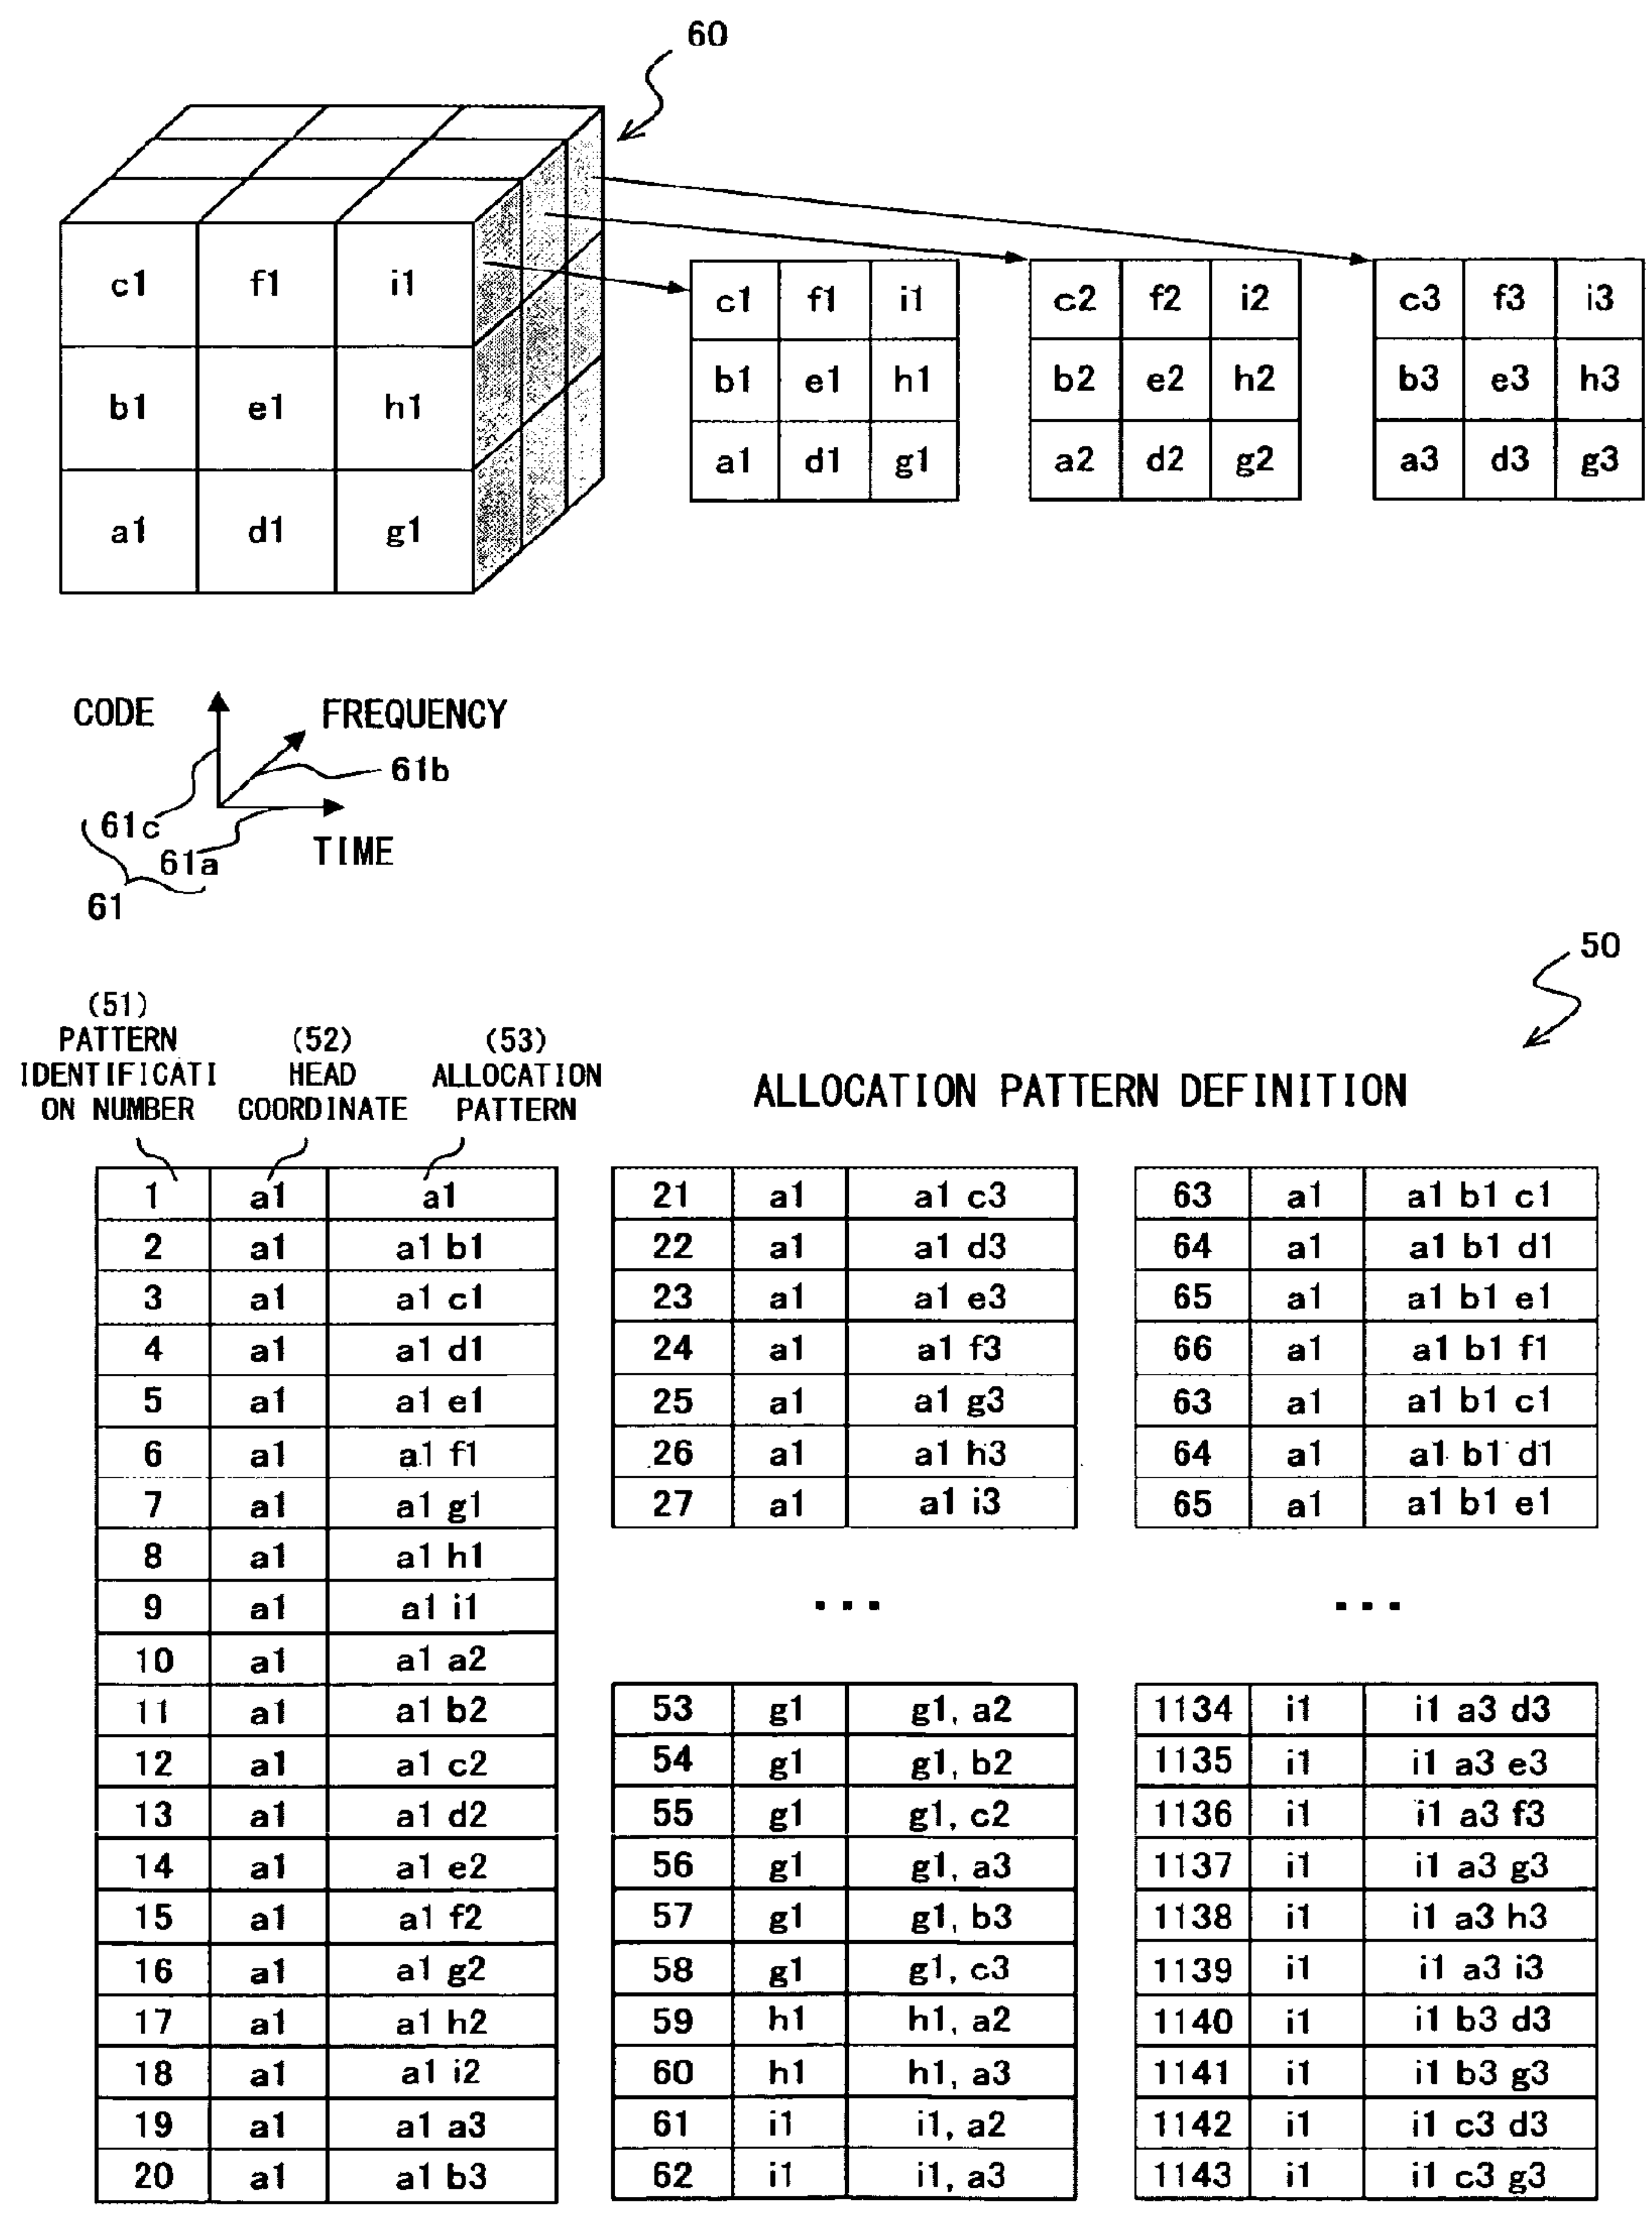 60
c1 f1 i1
b1 e1 h1
a1 d1 g1
c1 f1 i1
b1 e1 h1
a1 d1 g1
c2 f2 i2
b2 e2 h2
a2 d2 g2
c3 f3 i3
b3 e3 h3
a3 d3 g3
CODE
FREQUENCY
61b
61c
61a
TIME
61
50
(51)
PATTERN
IDENTIFICATI
ON NUMBER
(52)
HEAD
COORDINATE
(53)
ALLOCATION
PATTERN
ALLOCATION PATTERN DEFINITION
1 a1 a1
2 a1 a1 b1
3 a1 a1 c1
4 a1 a1 d1
5 a1 a1 e1
6 a1 a1 f1
7 a1 a1 g1
8 a1 a1 h1
9 a1 a1 i1
10 a1 a1 a2
11 a1 a1 b2
12 a1 a1 c2
13 a1 a1 d2
14 a1 a1 e2
15 a1 a1 f2
16 a1 a1 g2
17 a1 a1 h2
18 a1 a1 i2
19 a1 a1 a3
20 a1 a1 b3
21 a1 a1 c3
22 a1 a1 d3
23 a1 a1 e3
24 a1 a1 f3
25 a1 a1 g3
26 a1 a1 h3
27 a1 a1 i3
...
53 g1 g1, a2
54 g1 g1, b2
55 g1 g1, c2
56 g1 g1, a3
57 g1 g1, b3
58 g1 g1, c3
59 h1 h1, a2
60 h1 h1, a3
61 i1 i1, a2
62 i1 i1, a3
63 a1 a1 b1 c1
64 a1 a1 b1 d1
65 a1 a1 b1 e1
66 a1 a1 b1 f1
63 a1 a1 b1 c1
64 a1 a1 b1 d1
65 a1 a1 b1 e1
...
1134 i1 i1 a3 d3
1135 i1 i1 a3 e3
1136 i1 i1 a3 f3
1137 i1 i1 a3 g3
1138 i1 i1 a3 h3
1139 i1 i1 a3 i3
1140 i1 i1 b3 d3
1141 i1 i1 b3 g3
1142 i1 i1 c3 d3
1143 i1 i1 c3 g3